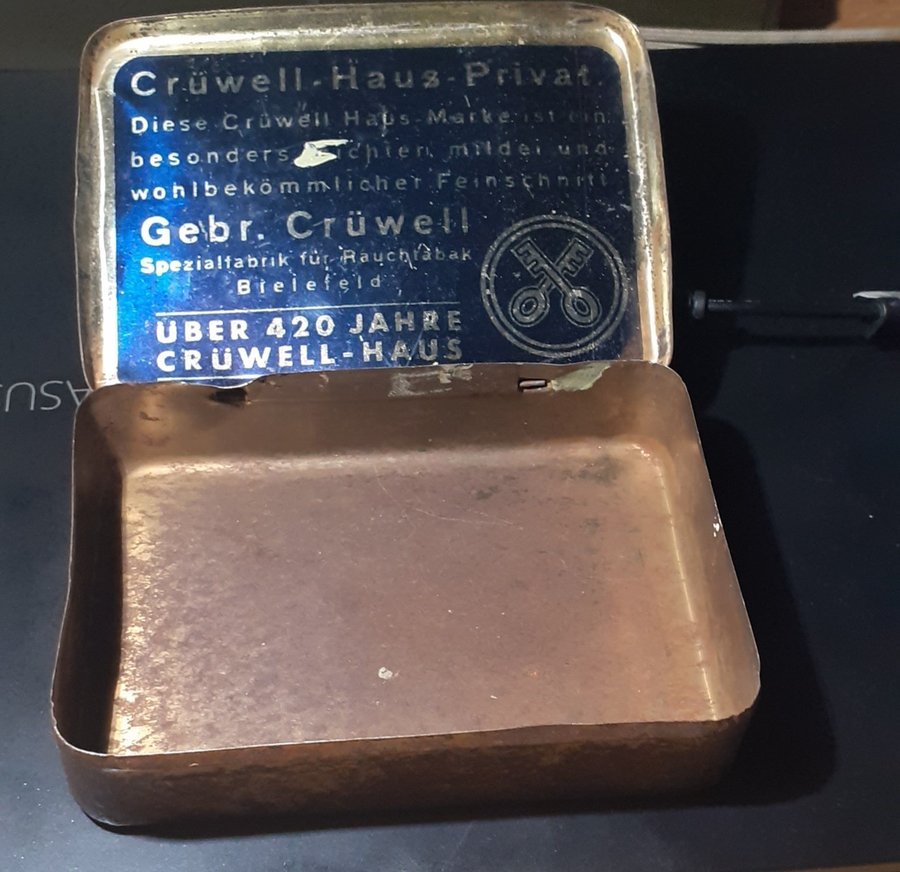 Crüwell-Haus-Privat
Diese Crüwell Haus-Marke ist ein
besonders milder und
wohlbekömmlicher Feinschnitt.
Gebr. Crüwell
Spezialfabrik für Rauchtabak
Bielefeld
ÜBER 420 JAHRE
CRÜWELL-HAUS
ASUS